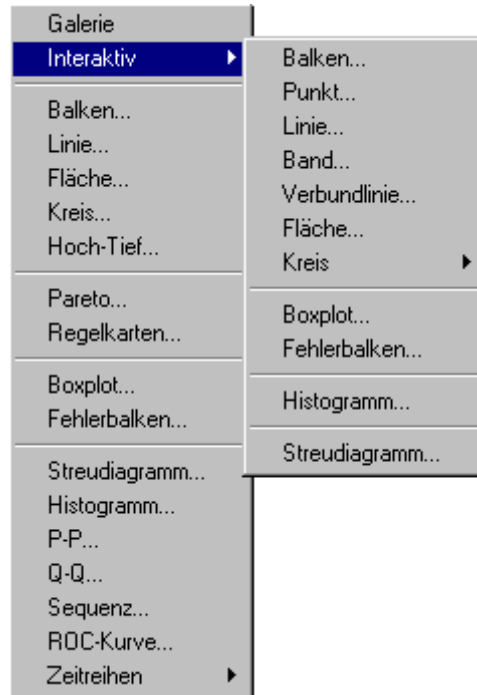 Galerie
Interaktiv
Balken...
Linie...
Fläche...
Kreis...
Hoch-Tief...
Pareto...
Regelkarten...
Boxplot...
Fehlerbalken...
Streudiagramm...
Histogramm...
P-P...
Q-Q...
Sequenz...
ROC-Kurve...
Zeitreihen
Balken...
Punkt...
Linie...
Band...
Verbundlinie...
Fläche...
Kreis
Boxplot...
Fehlerbalken...
Histogramm...
Streudiagramm...